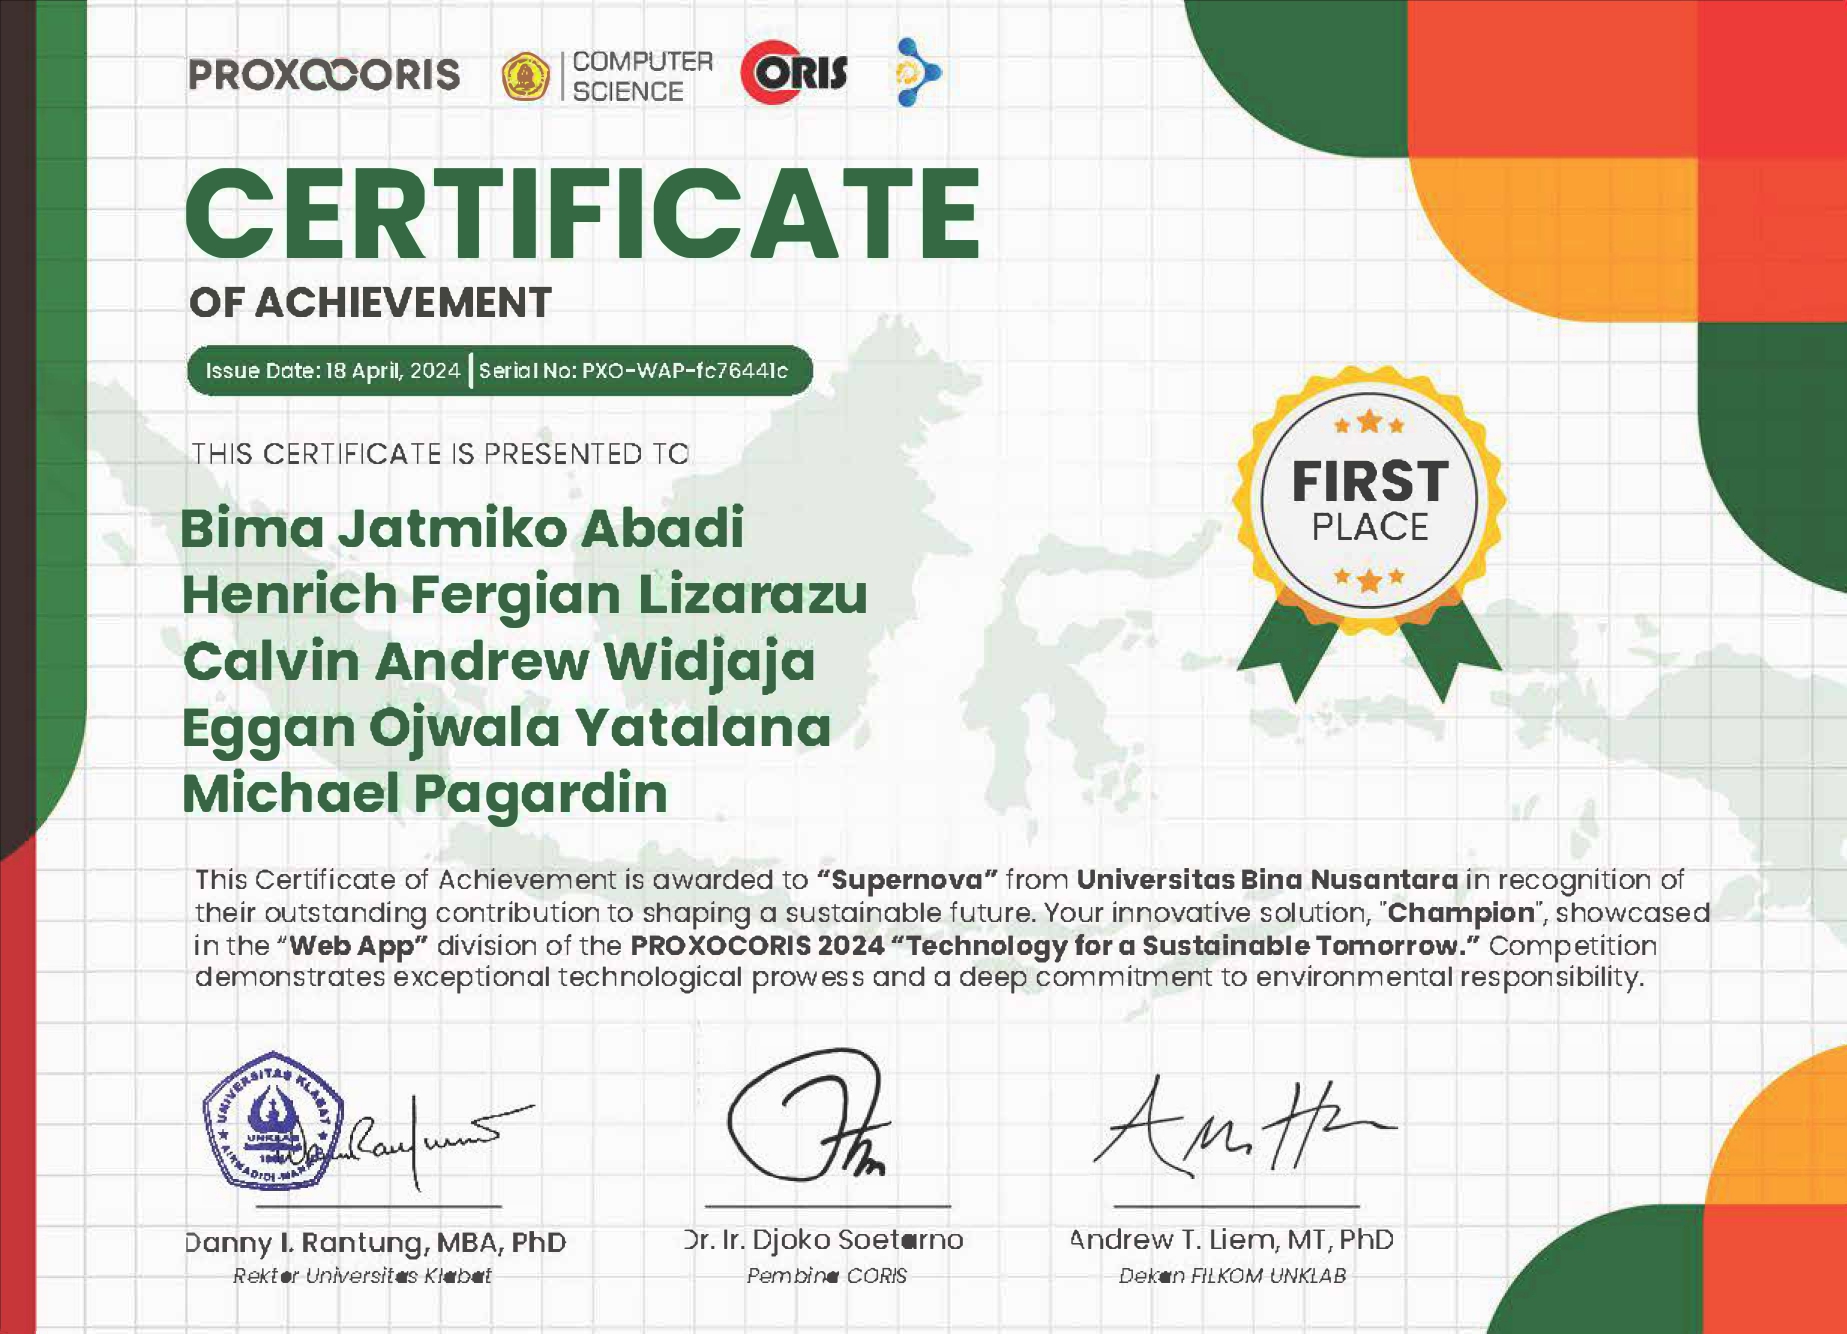 PROXOCORIS
COMPUTER
SCIENCE
CORIS
CERTIFICATE
OF ACHIEVEMENT
Issue Date: 18 April, 2024 | Serial No: PXO-WAP-fc76441c
THIS CERTIFICATE IS PRESENTED TO
Bima Jatmiko Abadi
Henrich Fergian Lizarazu
Calvin Andrew Widjaja
Eggan Ojwala Yatalana
Michael Pagardin
FIRST
PLACE
This Certificate of Achievement is awarded to “Supernova” from Universitas Bina Nusantara in recognition of
their outstanding contribution to shaping a sustainable future. Your innovative solution, "Champion", showcased
in the “Web App” division of the PROXOCORIS 2024 “Technology for a Sustainable Tomorrow.” Competition
demonstrates exceptional technological prowess and a deep commitment to environmental responsibility.
UNIVERSITAS KLABAT
UNKLAB
AIRMADIDI-MANADO
Danny I. Rantung, MBA, PhD
Rektor Universitas Klabat
Dr. Ir. Djoko Soetarno
Pembina CORIS
Andrew T. Liem, MT, PhD
Dekan FILKOM UNKLAB